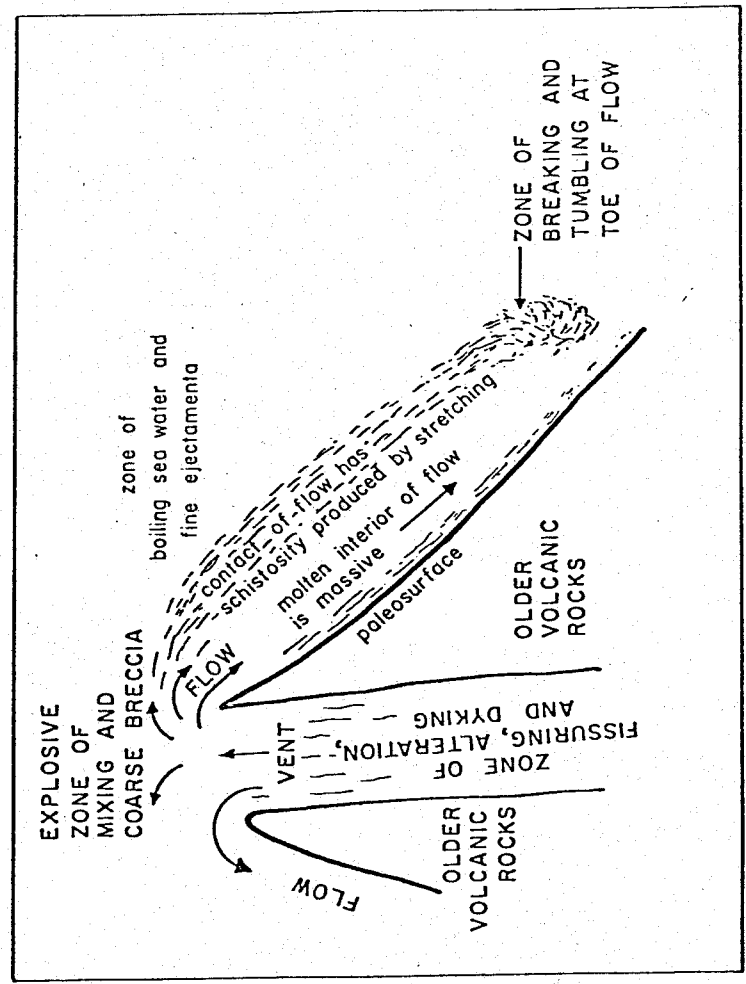 EXPLOSIVE
ZONE OF
MIXING AND
COARSE BRECCIA
zone of
boiling sea water and
fine ejectamenta
ZONE OF
BREAKING AND
TUMBLING AT
TOE OF FLOW
FLOW
contact of flow has
schistosity produced by stretching
molten interior of flow
is massive
paleosurface
VENT
FLOW
ZONE OF
FISSURING, ALTERATION,
AND DYKING
OLDER
VOLCANIC
ROCKS
OLDER
VOLCANIC
ROCKS